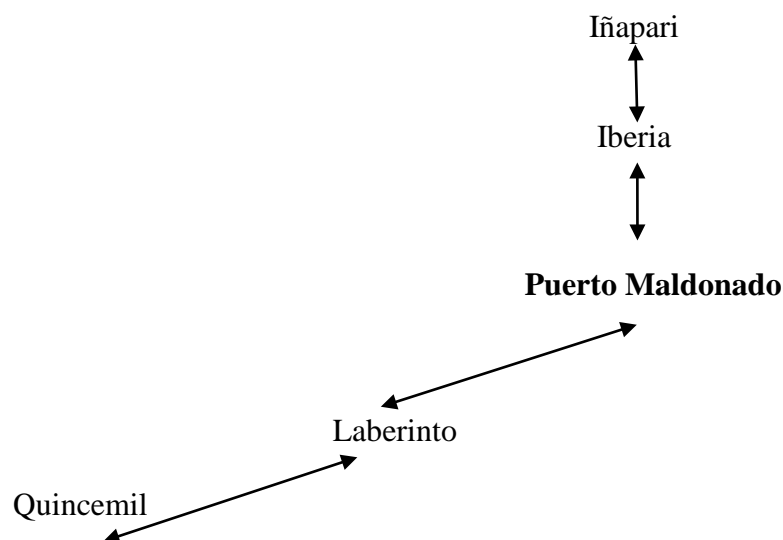 Iñapari
Iberia
Puerto Maldonado
Laberinto
Quincemil